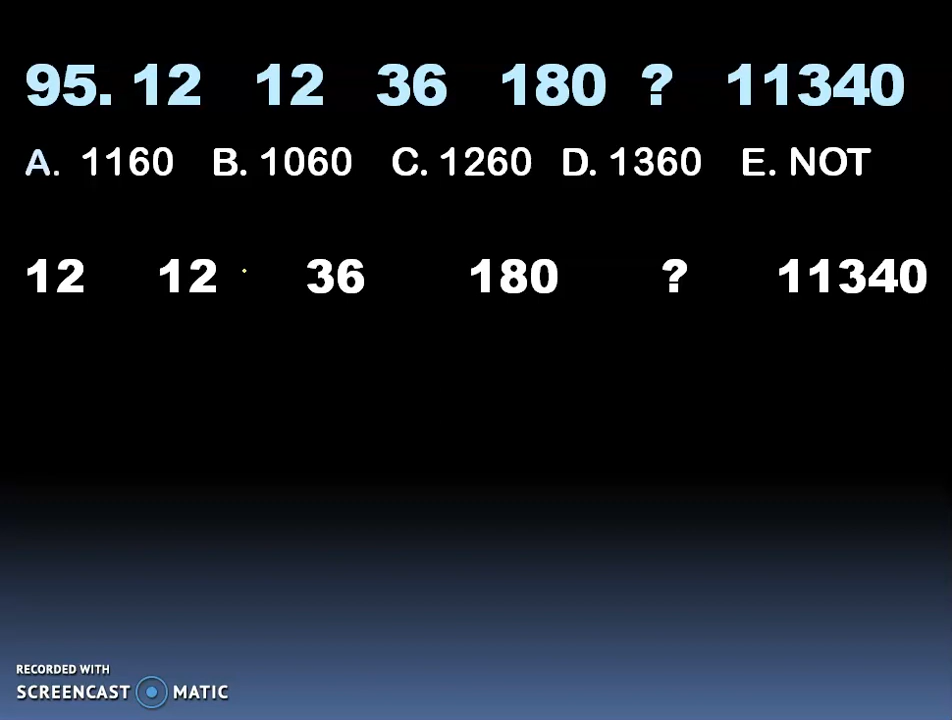 95. 12 12 36 180 ? 11340
A. 1160 B. 1060 C. 1260 D. 1360 E. NOT
12 12 36 180 ? 11340
RECORDED WITH
SCREENCAST MATIC